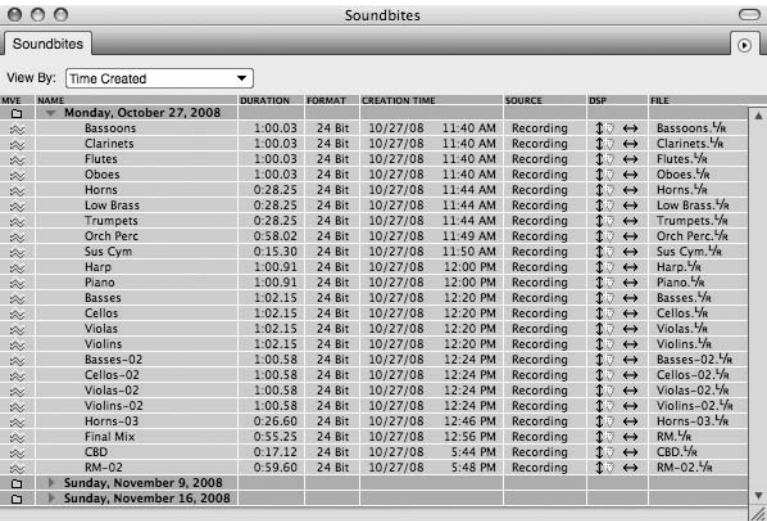 Soundbites
Soundbites
View By: Time Created
MVE NAME DURATION FORMAT CREATION TIME SOURCE DSP FILE
Monday, October 27, 2008
Bassoons 1:00.03 24 Bit 10/27/08 11:40 AM Recording Bassoons.L/R
Clarinets 1:00.03 24 Bit 10/27/08 11:40 AM Recording Clarinets.L/R
Flutes 1:00.03 24 Bit 10/27/08 11:40 AM Recording Flutes.L/R
Oboes 1:00.03 24 Bit 10/27/08 11:40 AM Recording Oboes.L/R
Horns 0:28.25 24 Bit 10/27/08 11:44 AM Recording Horns.L/R
Low Brass 0:28.25 24 Bit 10/27/08 11:44 AM Recording Low Brass.L/R
Trumpets 0:28.25 24 Bit 10/27/08 11:44 AM Recording Trumpets.L/R
Orch Perc 0:58.02 24 Bit 10/27/08 11:49 AM Recording Orch Perc.L/R
Sus Cym 0:15.30 24 Bit 10/27/08 11:50 AM Recording Sus Cym.L/R
Harp 1:00.91 24 Bit 10/27/08 12:00 PM Recording Harp.L/R
Piano 1:00.91 24 Bit 10/27/08 12:00 PM Recording Piano.L/R
Basses 1:02.15 24 Bit 10/27/08 12:20 PM Recording Basses.L/R
Cellos 1:02.15 24 Bit 10/27/08 12:20 PM Recording Cellos.L/R
Violas 1:02.15 24 Bit 10/27/08 12:20 PM Recording Violas.L/R
Violins 1:02.15 24 Bit 10/27/08 12:20 PM Recording Violins.L/R
Basses-02 1:00.58 24 Bit 10/27/08 12:24 PM Recording Basses-02.L/R
Cellos-02 1:00.58 24 Bit 10/27/08 12:24 PM Recording Cellos-02.L/R
Violas-02 1:00.58 24 Bit 10/27/08 12:24 PM Recording Violas-02.L/R
Violins-02 1:00.58 24 Bit 10/27/08 12:24 PM Recording Violins-02.L/R
Horns-03 0:26.60 24 Bit 10/27/08 12:46 PM Recording Horns-03.L/R
Final Mix 0:55.25 24 Bit 10/27/08 12:56 PM Recording RM.L/R
CBD 0:17.12 24 Bit 10/27/08 5:44 PM Recording CBD.L/R
RM-02 0:59.60 24 Bit 10/27/08 5:48 PM Recording RM-02.L/R
Sunday, November 9, 2008
Sunday, November 16, 2008